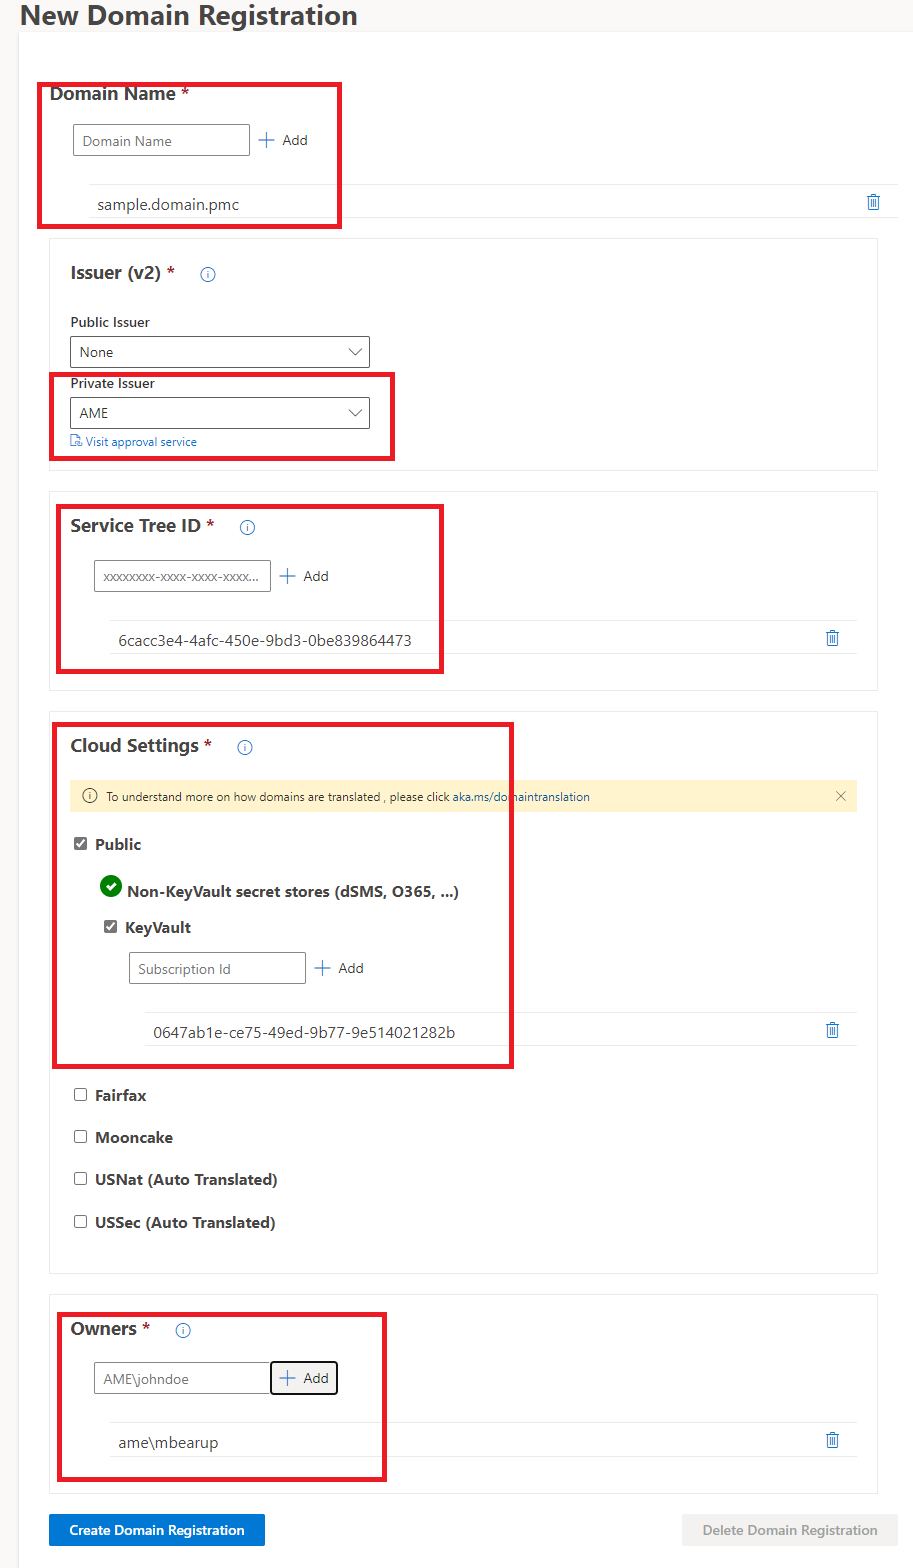 New Domain Registration
Domain Name *
Domain Name
Add
sample.domain.pmc
Issuer (v2) *
Public Issuer
None
Private Issuer
AME
Visit approval service
Service Tree ID *
xxxxxxxx-xxxx-xxxx-xxxx...
Add
6cacc3e4-4afc-450e-9bd3-0be839864473
Cloud Settings *
To understand more on how domains are translated , please click aka.ms/domaintranslation
Public
Non-KeyVault secret stores (dSMS, O365, ...)
KeyVault
Subscription Id
Add
0647ab1e-ce75-49ed-9b77-9e514021282b
Fairfax
Mooncake
USNat (Auto Translated)
USSec (Auto Translated)
Owners *
AME\johndoe
Add
ame\mbearup
Create Domain Registration
Delete Domain Registration